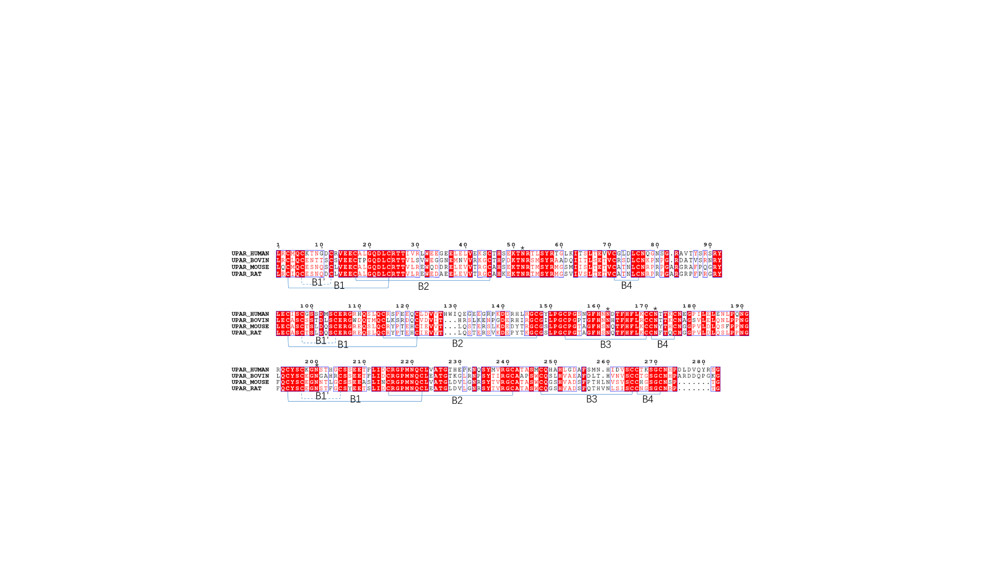 1 10 20 30 40 50 * 60 70 80 90
UPAR_HUMAN LRCMQCKTNGDCRVEECALGQDLCRTTIVRLWEEGEELELVEKSCTHSEKTNRTLSYRTGLKITSLTEVVCGLDLCNQGNSG.RAVTYSRSRY
UPAR_BOVIN LRCLQCENTTSCSVEECTPGQDLCRTTVLSVWEGGNEMNVVRKGCTHPDKTNRSMSYRAADQIITLSETVCRSDLCNKPNPG.RDATVSRNRY
UPAR_MOUSE LQCMQCESNQSCLVEECALGQDLCRTTVLREWQDDRELEVVTRGCAHSEKTNRTMSYRMGSMIISLTETVCATNLCNRPRPGARGRAFPQGRY
UPAR_RAT LRCIQCESNQDCLVEECALGQDLCRTTVLREWEDAEELEVVTRGCAHKEKTNRTMSYRMGSVIVSLTETVCATNLCNRPRPGARGRPFPRGRY
B1' B1 B2 B4
100 110 120 130 140 150 160 * 170 * 180 190
UPAR_HUMAN LECISCGSSDMSCERGRHQSLQCRSPEEQCLDVVTHWIQEGEEGRPKDDRHLRGCGYLPGCPGSNGFHNNDTFHFLKCCNTTKCNEGPILELENLPQNG
UPAR_BOVIN LECASCSSTDLSCERGWDQTMQCLKSRDQCVDVIT...HRSLKENPGDERHIRGCGILPGCPGPTGFHNNHTFHFLRCCNTTKCNAGSVLELQNLPPNG
UPAR_MOUSE LECASCTSLDQSCERGREQSLQCRYPTEHCIEVVT...LQSTERSLKDEDYTRGCGSLPGCPGTAGFHSNQTFHFLKCCNYTHCNGGPVLDLQSFPPNG
UPAR_RAT LECASCTSLDQSCERGREQSLQCRYPTEHCIEVVT...LQSTERSVKDEPYTKGCGSLPGCPGTAGFHSNQTFHFLKCCNFTQCNGGPVLDLQSLPPNG
B1' B1 B2 B3 B4
200 * 210 220 230 240 250 260 270 280
UPAR_HUMAN RQCYSCKGNSTHGCSSEETFLIDCRGPMNQCLVATGTHEPKNQSYMVRGCATASMCQHAHLGDAFSMN.HIDVSCCTKSGCNHPDLDVQYRSG
UPAR_BOVIN LQCYSCEGNGAHRCSSEETFLIDCRGPMNQCLEATGTKGLRNPSYTIRGCAAPSWCQSLHVAEAFDLT.HVNVSCCTGSGCNHPARDDQPGKG
UPAR_MOUSE FQCYSCEGNNTLGCSSEEASLINCRGPMNQCLVATGLDVLGNRSYTVRGCATASWCQGSHVADSFPTHLNVSVSCCHGSGCNSP.......TG
UPAR_RAT FQCYSCEGNSTFGCSYEETSLIDCRGPMNQCLEATGLDVLGNRSYTVRGCATASWCQGSHVADSFQTHVNLSISCCNGSGCNRP.......TG
B1' B1 B2 B3 B4